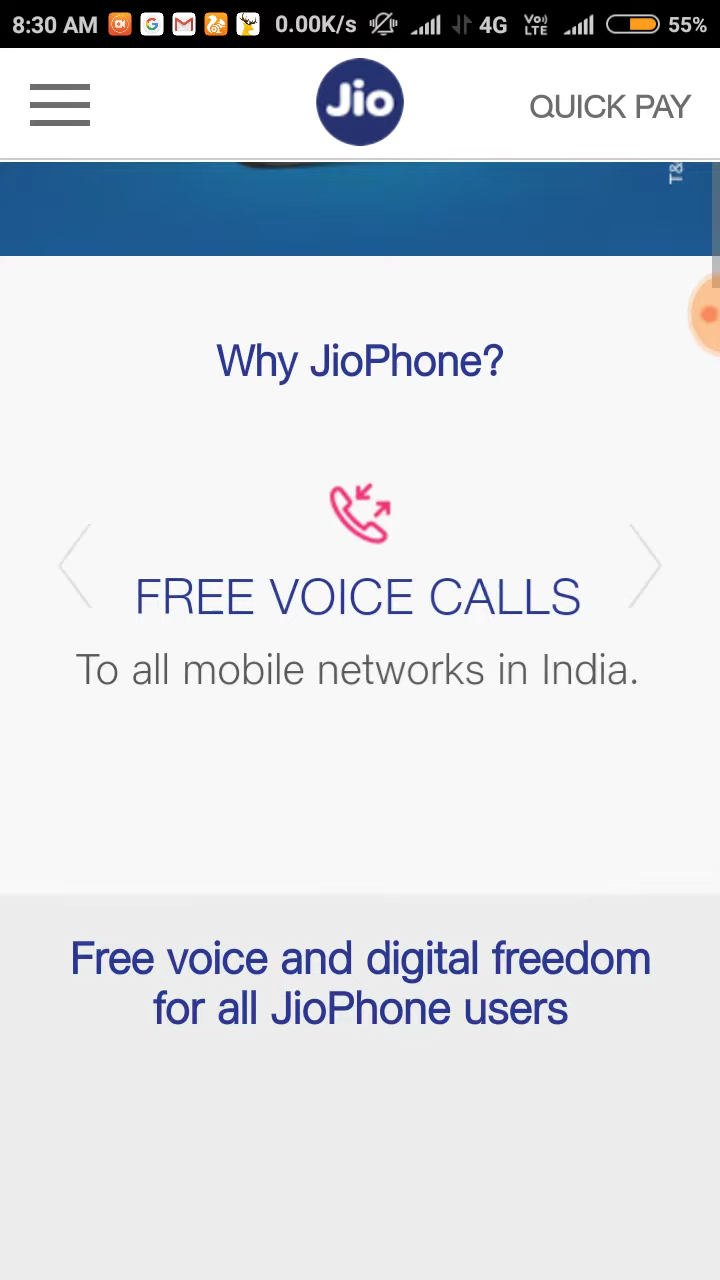 8:30 AM 0.00K/s 4G VoLTE 55%
Jio
QUICK PAY
T&
Why JioPhone?
FREE VOICE CALLS
To all mobile networks in India.
Free voice and digital freedom
for all JioPhone users